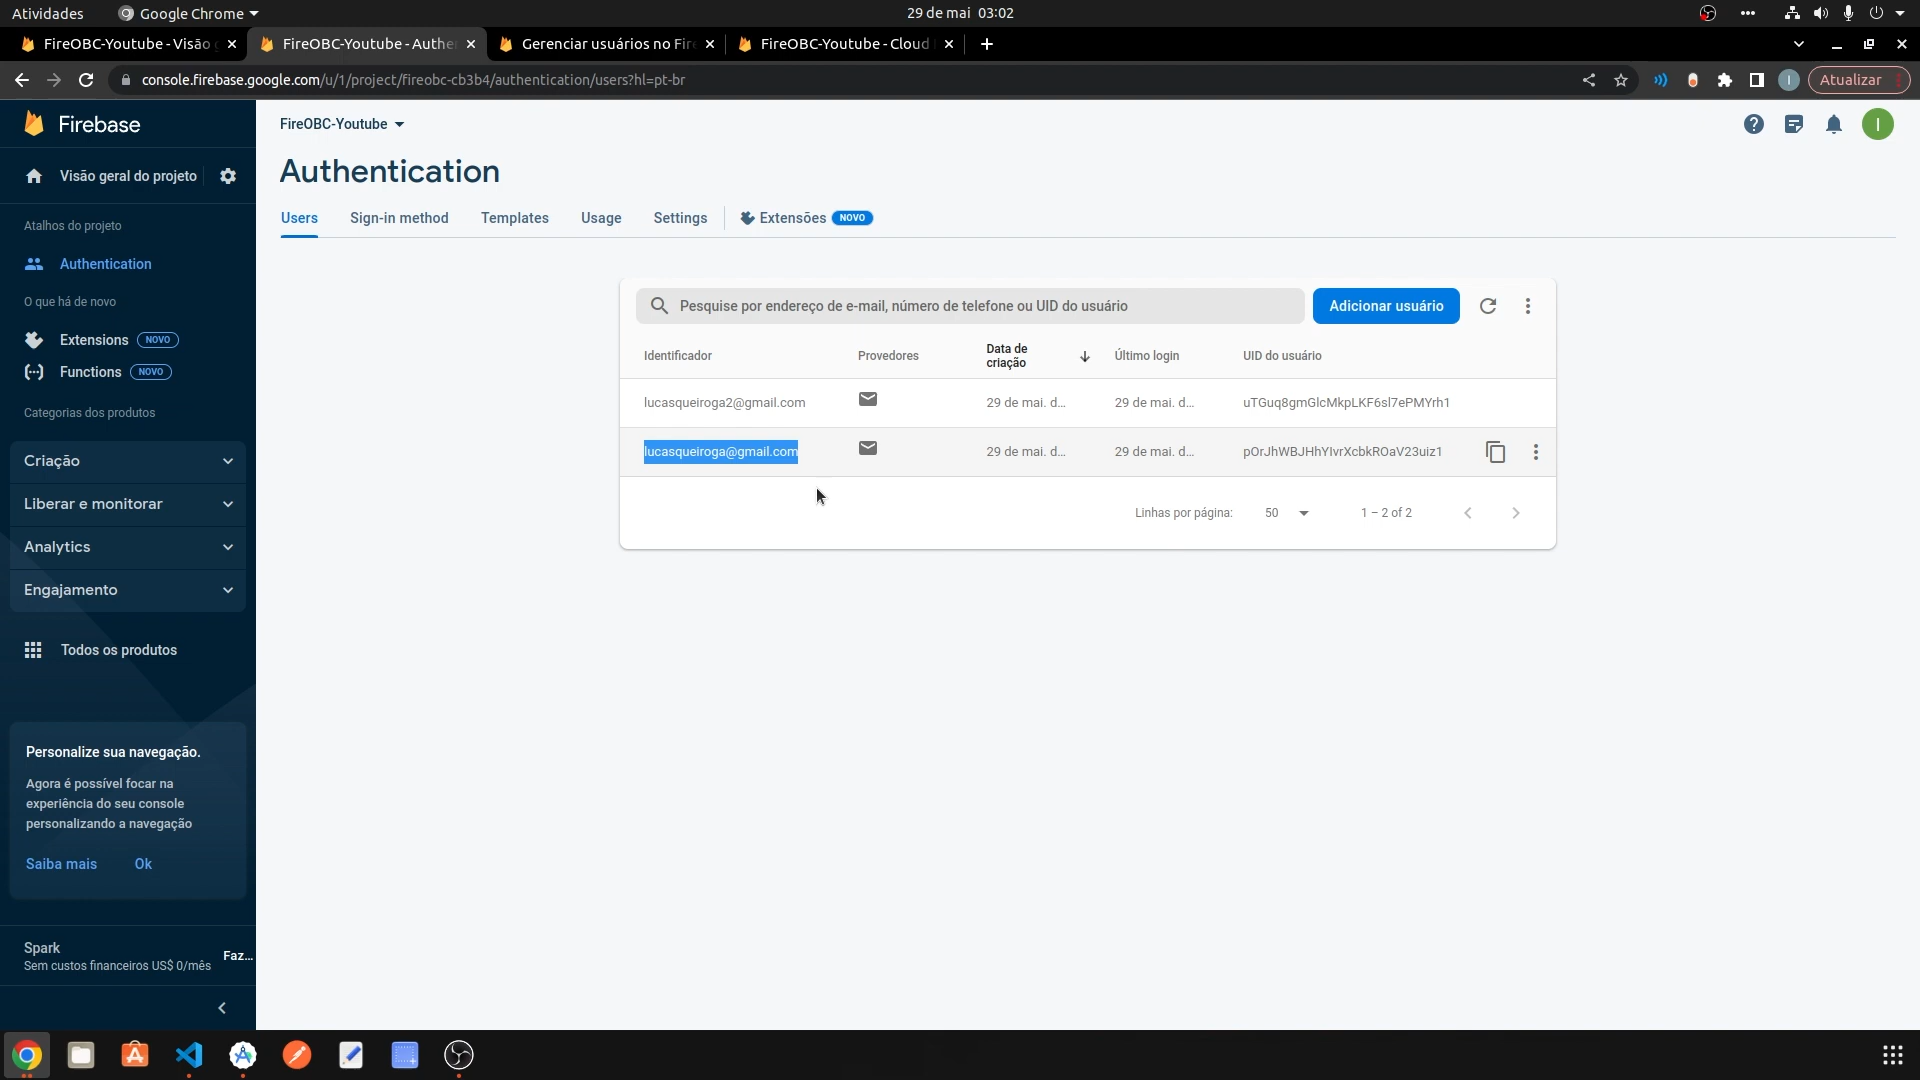 Atividades
Google Chrome
29 de mai 03:02
FireOBC-Youtube - Visão
FireOBC-Youtube - Authe
Gerenciar usuários no Fire
FireOBC-Youtube - Cloud
console.firebase.google.com/u/1/project/fireobc-cb3b4/authentication/users?hl=pt-br
I
Atualizar
Firebase
FireOBC-Youtube
I
Visão geral do projeto
Authentication
Atalhos do projeto
Users
Sign-in method
Templates
Usage
Settings
Extensões
NOVO
Authentication
O que há de novo
Extensions
NOVO
Functions
NOVO
Categorias dos produtos
Criação
Liberar e monitorar
Analytics
Engajamento
Todos os produtos
Pesquise por endereço de e-mail, número de telefone ou UID do usuário
Adicionar usuário
Identificador
Provedores
Data de
criação
Último login
UID do usuário
lucasqueiroga2@gmail.com
29 de mai. d...
29 de mai. d...
uTGuq8gmGlcMkpLKF6sl7ePMYrh1
lucasqueiroga@gmail.com
29 de mai. d...
29 de mai. d...
pOrJhWBJHhYIvrXcbkROaV23uiz1
Linhas por página:
50
1 – 2 of 2
Personalize sua navegação.
Agora é possível focar na
experiência do seu console
personalizando a navegação
Saiba mais
Ok
Spark
Sem custos financeiros US$ 0/mês
Faz...